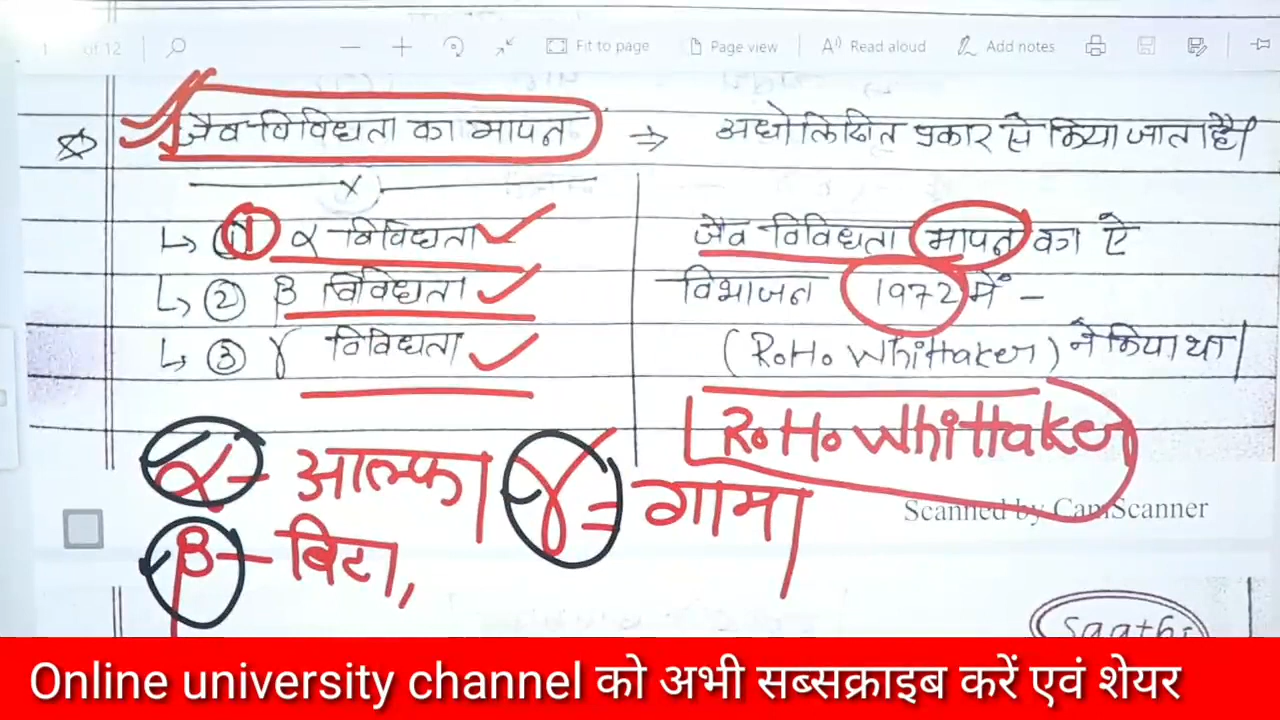 1 of 12 Fit to page Page view Read aloud Add notes
जैव-विविधता का मापन ⇒ अधोलिखित प्रकार से किया जाता है।
① α विविधता
② β विविधता
③ γ विविधता
जैव विविधता मापन का ऐ
विभाजन 1972 में -
(R.H. Whittaker) ने किया था।
R.H. Whittaker
α - आल्फा
γ = गामा
β - बिटा,
Scanned by CamScanner
Saathi
Online university channel को अभी सब्सक्राइब करें एवं शेयर